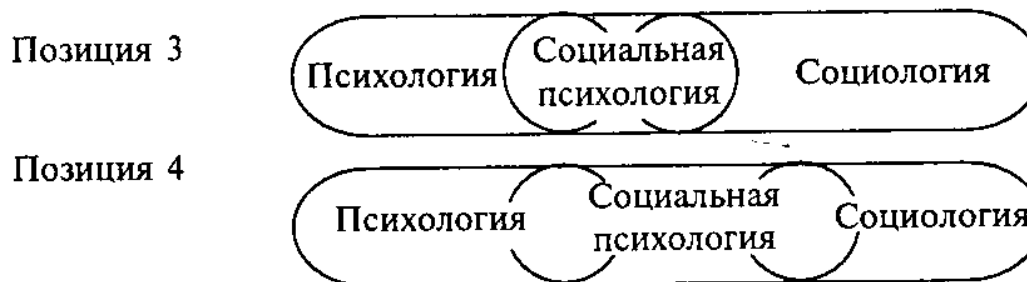 Позиция 3
Психология
Социальная
психология
Социология
Позиция 4
Психология
Социальная
психология
Социология